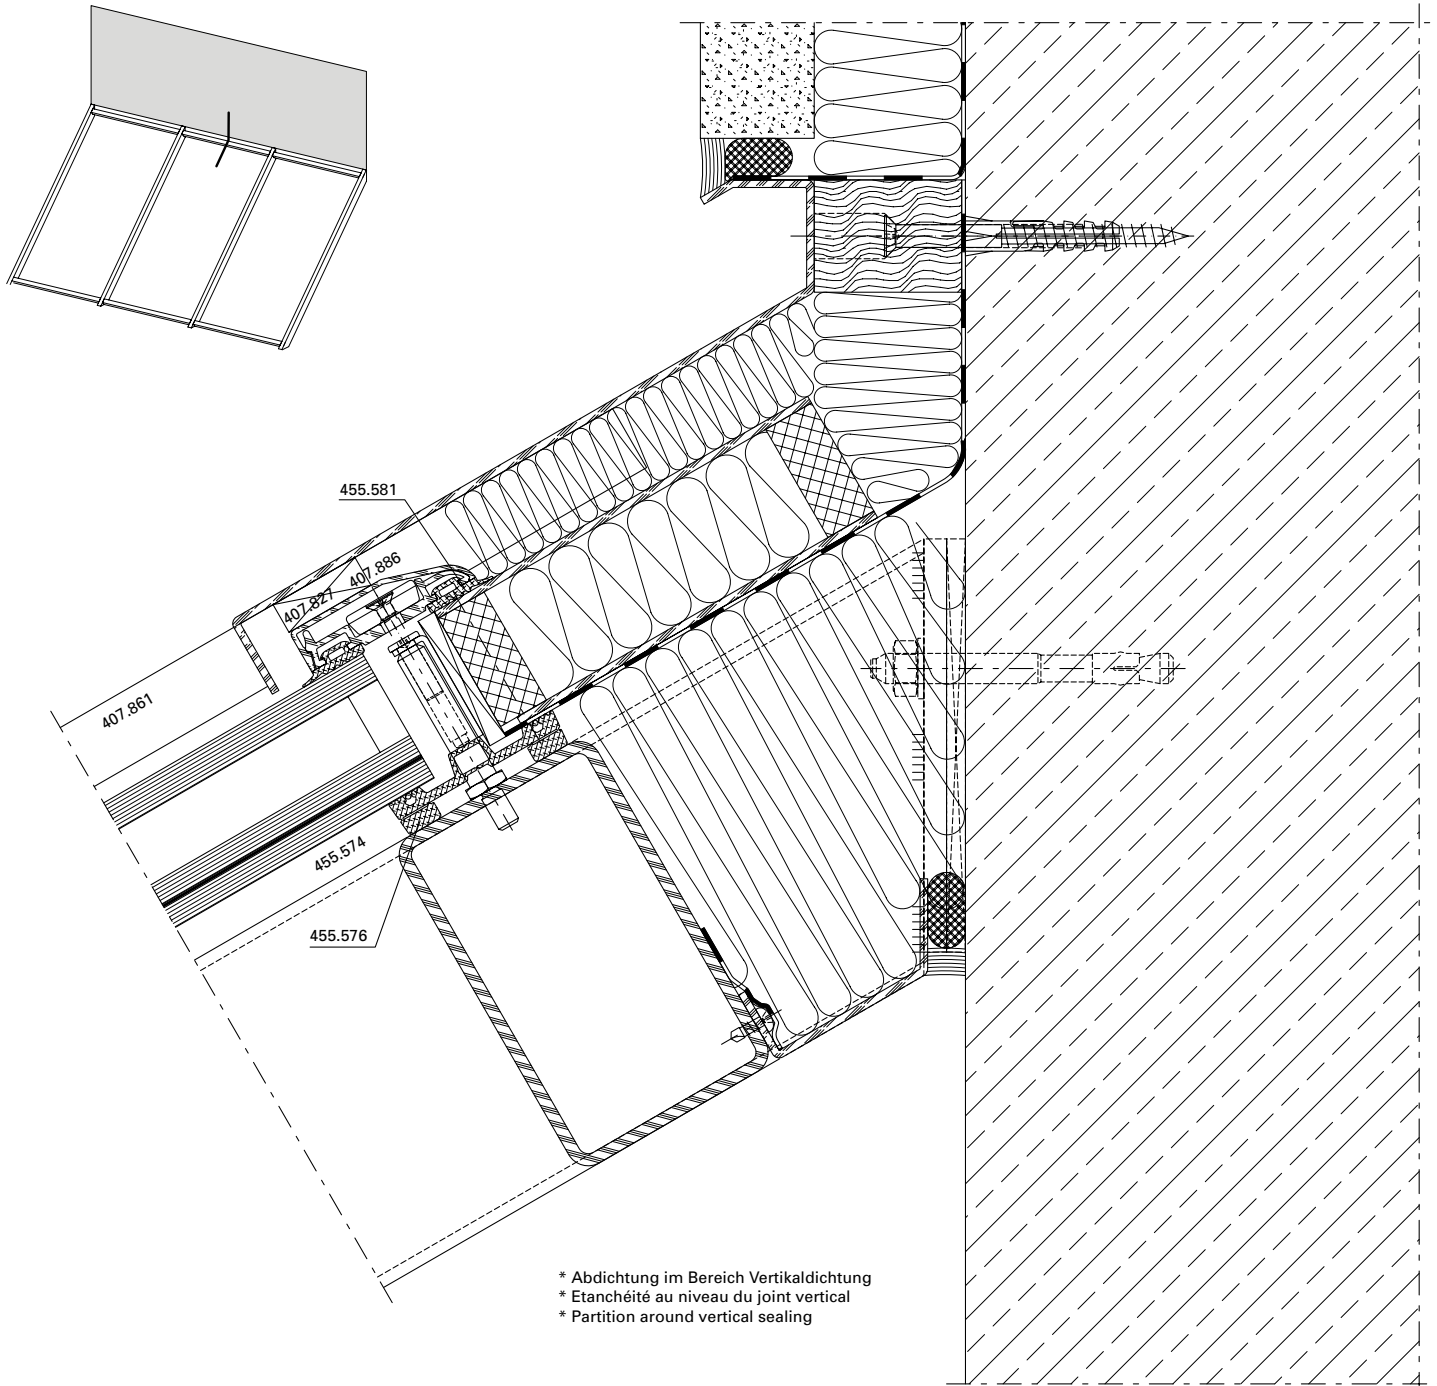 455.581
407.886
407.827
407.861
455.574
455.576
* Abdichtung im Bereich Vertikaldichtung
* Etanchéité au niveau du joint vertical
* Partition around vertical sealing